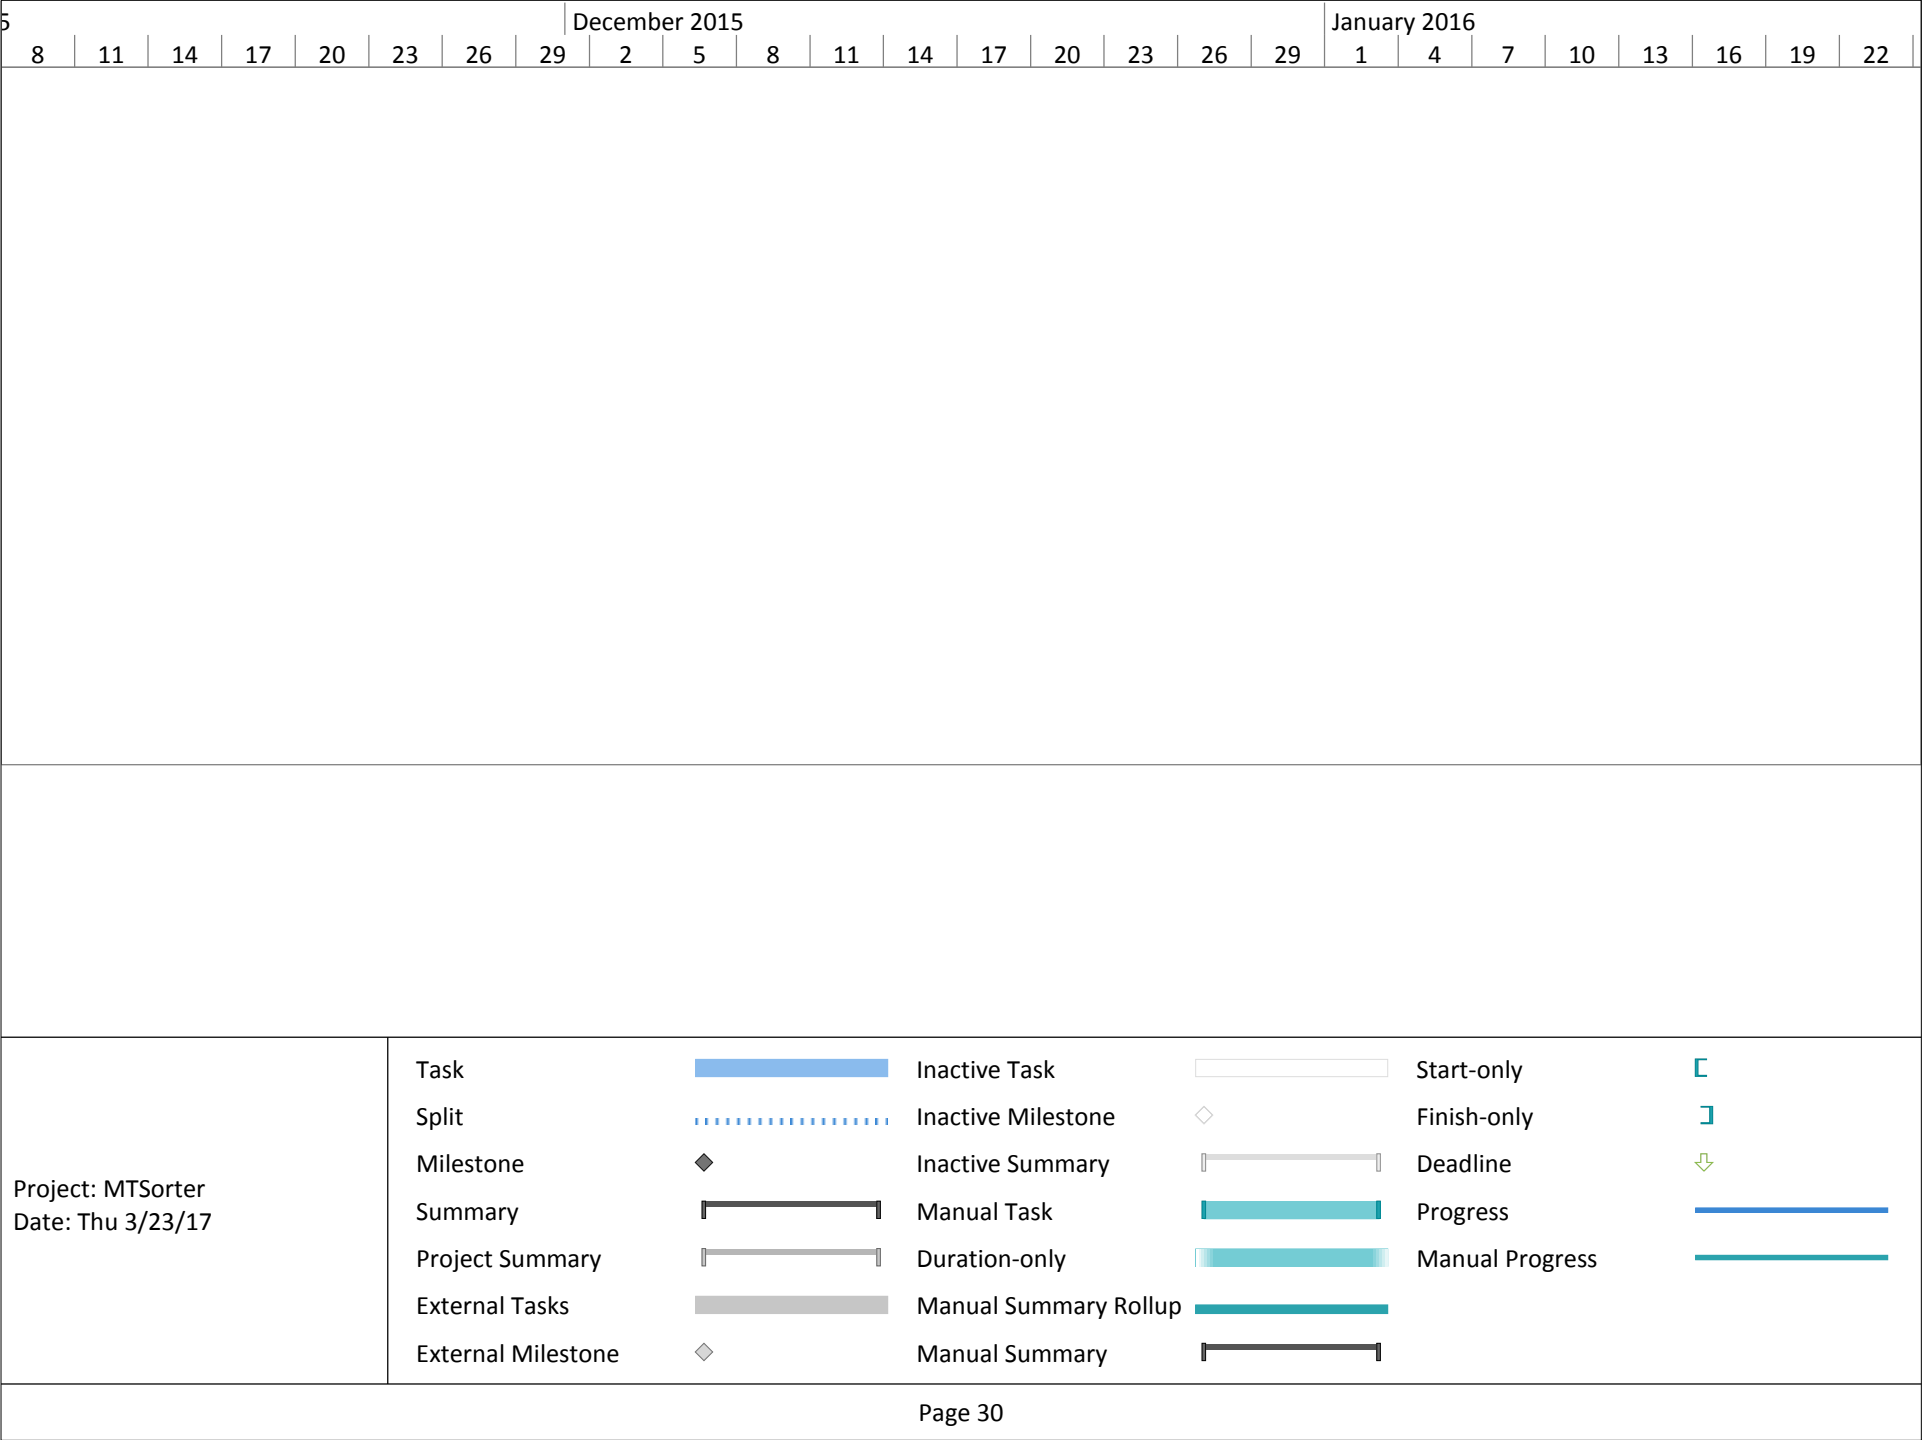 5 December 2015 January 2016
8 11 14 17 20 23 26 29 2 5 8 11 14 17 20 23 26 29 1 4 7 10 13 16 19 22
Project: MTSorter
Date: Thu 3/23/17
Task
Split
Milestone
Summary
Project Summary
External Tasks
External Milestone
Inactive Task
Inactive Milestone
Inactive Summary
Manual Task
Duration-only
Manual Summary Rollup
Manual Summary
Start-only
Finish-only
Deadline
Progress
Manual Progress
Page 30